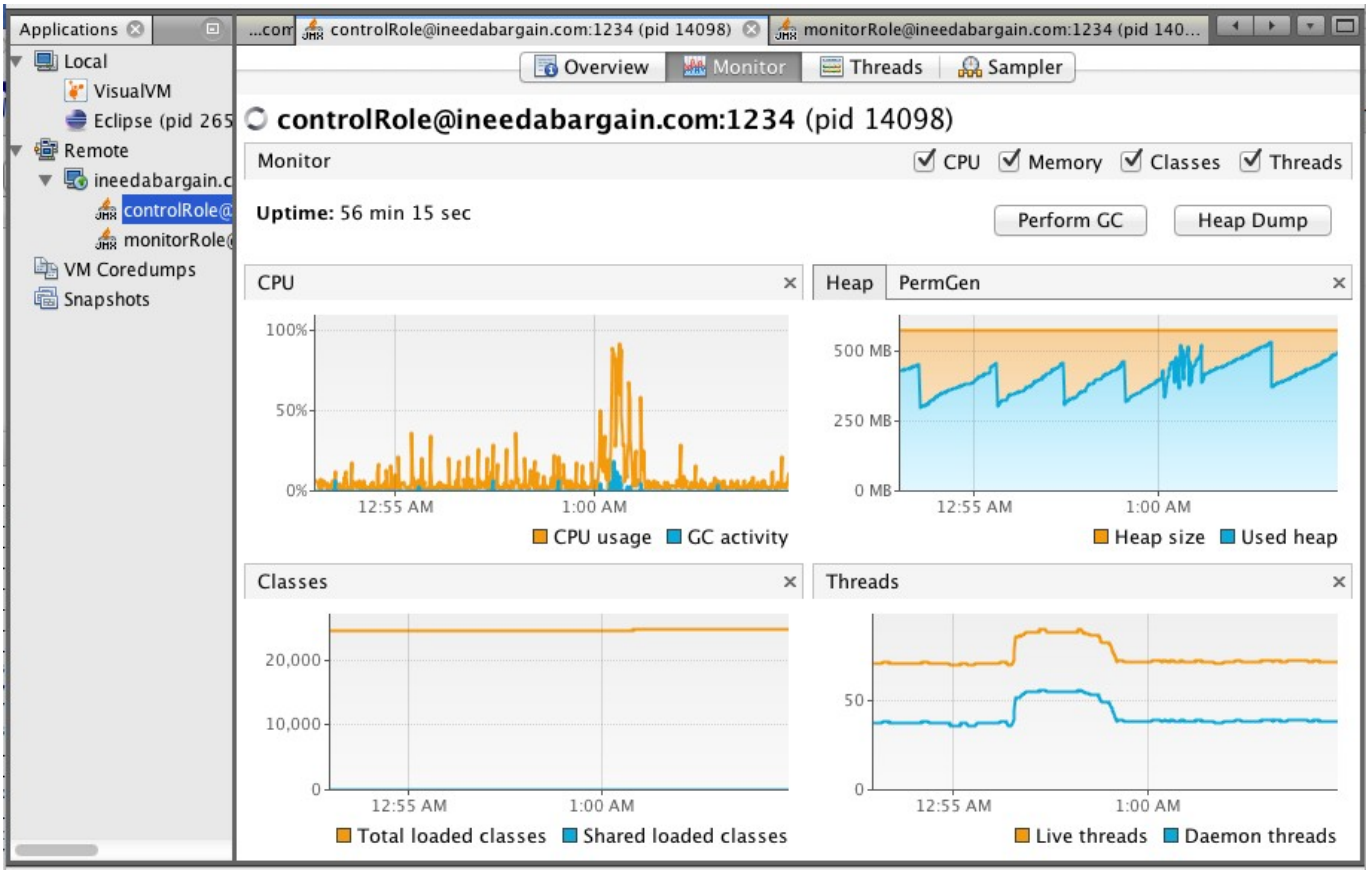 Applications
...com
controlRole@ineedabargain.com:1234 (pid 14098)
monitorRole@ineedabargain.com:1234 (pid 140...
Local
VisualVM
Eclipse (pid 265
Remote
ineedabargain.c
JMX controlRole@
JMX monitorRole(
VM Coredumps
Snapshots
Overview
Monitor
Threads
Sampler
controlRole@ineedabargain.com:1234 (pid 14098)
Monitor
CPU
Memory
Classes
Threads
Uptime: 56 min 15 sec
Perform GC
Heap Dump
CPU
100%
50%
0%
12:55 AM
1:00 AM
CPU usage
GC activity
Heap
PermGen
500 MB
250 MB
0 MB
12:55 AM
1:00 AM
Heap size
Used heap
Classes
20,000
10,000
0
12:55 AM
1:00 AM
Total loaded classes
Shared loaded classes
Threads
50
0
12:55 AM
1:00 AM
Live threads
Daemon threads